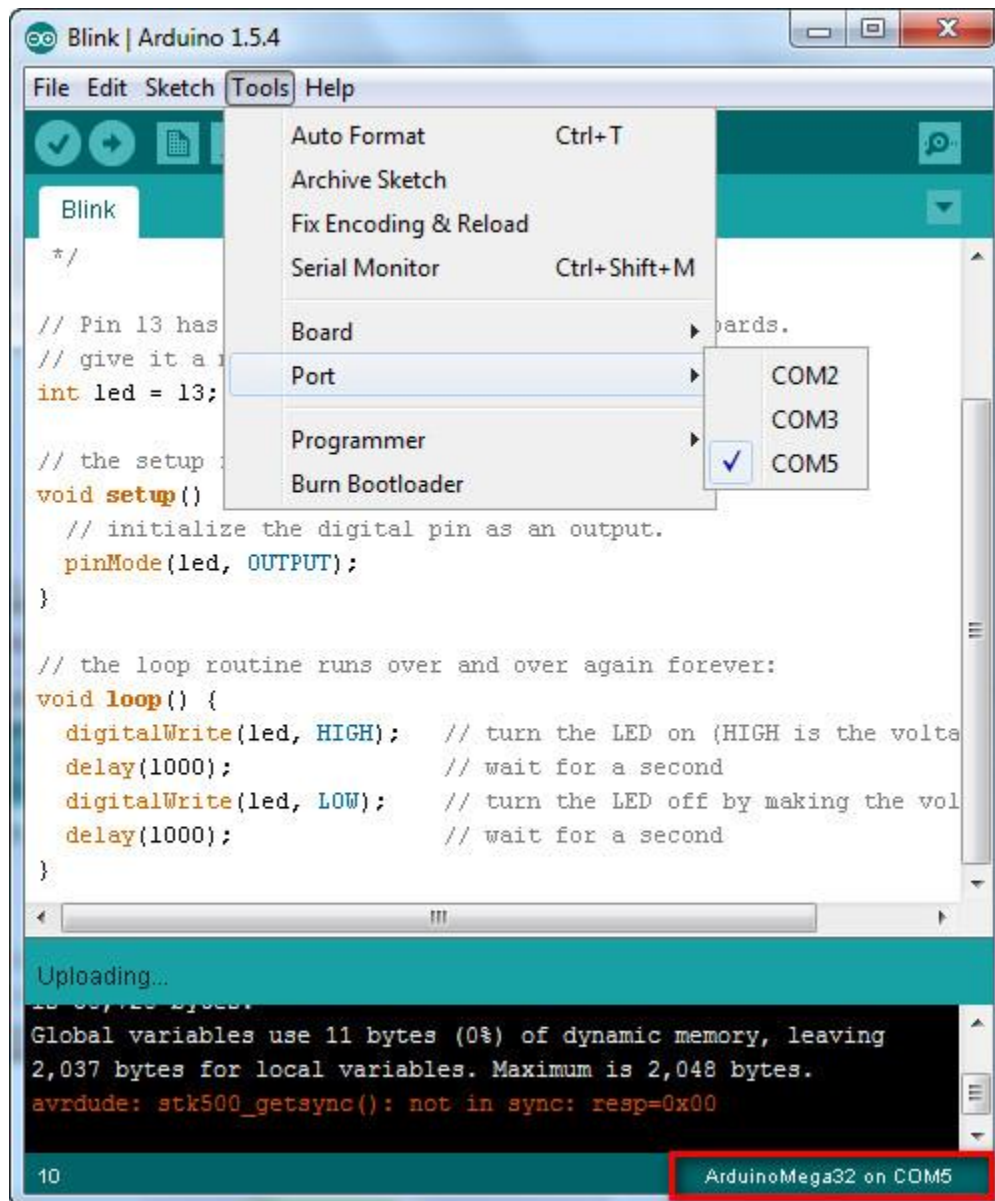 Blink | Arduino 1.5.4
File Edit Sketch Tools Help
Auto Format Ctrl+T
Archive Sketch
Fix Encoding & Reload
Serial Monitor Ctrl+Shift+M
Board
Port
Programmer
Burn Bootloader
COM2
COM3
COM5
Blink
*/
// Pin 13 has
// give it a
int led = 13;
// the setup
void setup()
// initialize the digital pin as an output.
pinMode(led, OUTPUT);
}
// the loop routine runs over and over again forever:
void loop() {
digitalWrite(led, HIGH); // turn the LED on (HIGH is the volta
delay(1000); // wait for a second
digitalWrite(led, LOW); // turn the LED off by making the vol
delay(1000); // wait for a second
}
Uploading...
Global variables use 11 bytes (0%) of dynamic memory, leaving
2,037 bytes for local variables. Maximum is 2,048 bytes.
avrdude: stk500_getsync(): not in sync: resp=0x00
10
ArduinoMega32 on COM5